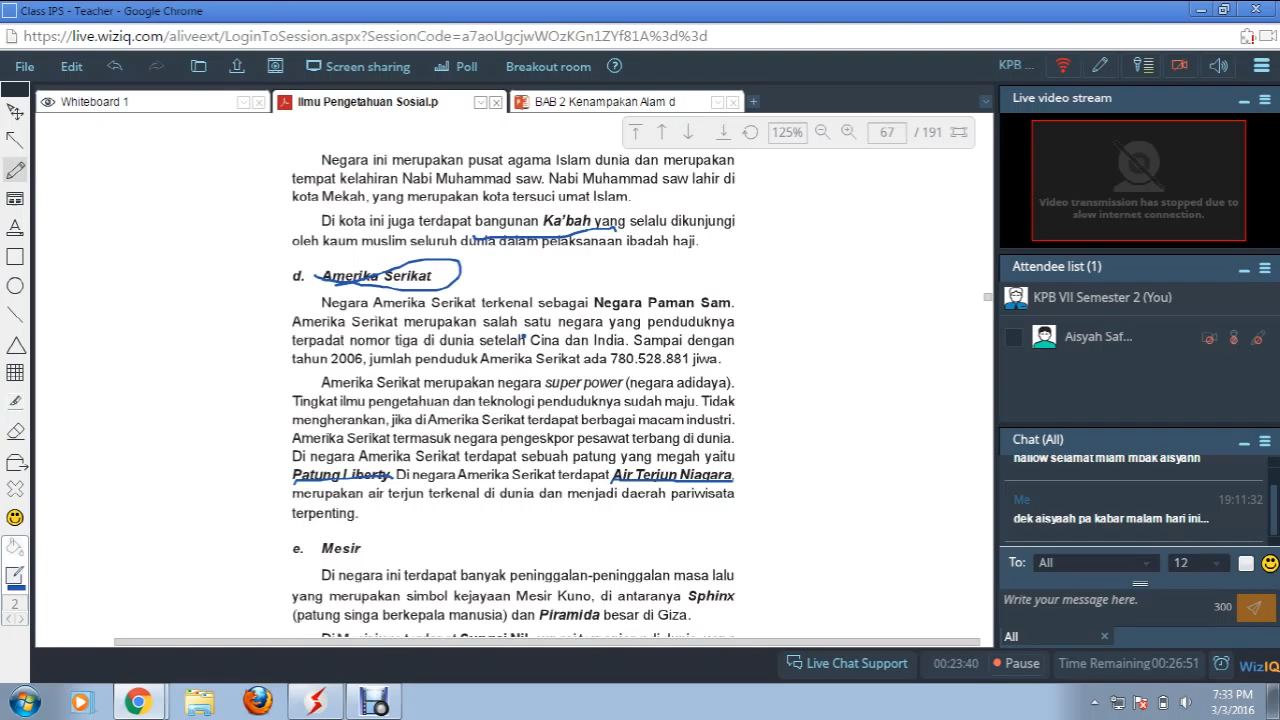 Class IPS - Teacher - Google Chrome
https://live.wiziq.com/aliveext/LoginToSession.aspx?SessionCode=a7aoUgcjwWOzKGn1ZYf81A%3d%3d
File Edit Screen sharing Poll Breakout room KPB ...
Whiteboard 1 Ilmu Pengetahuan Sosial.p BAB 2 Kenampakan Alam d
125% 67 / 191
Negara ini merupakan pusat agama Islam dunia dan merupakan
tempat kelahiran Nabi Muhammad saw. Nabi Muhammad saw lahir di
kota Mekah, yang merupakan kota tersuci umat Islam.
Di kota ini juga terdapat bangunan Ka'bah yang selalu dikunjungi
oleh kaum muslim seluruh dunia dalam pelaksanaan ibadah haji.
d. Amerika Serikat
Negara Amerika Serikat terkenal sebagai Negara Paman Sam.
Amerika Serikat merupakan salah satu negara yang penduduknya
terpadat nomor tiga di dunia setelah Cina dan India. Sampai dengan
tahun 2006, jumlah penduduk Amerika Serikat ada 780.528.881 jiwa.
Amerika Serikat merupakan negara super power (negara adidaya).
Tingkat ilmu pengetahuan dan teknologi penduduknya sudah maju. Tidak
mengherankan, jika di Amerika Serikat terdapat berbagai macam industri.
Amerika Serikat termasuk negara pengeskpor pesawat terbang di dunia.
Di negara Amerika Serikat terdapat sebuah patung yang megah yaitu
Patung Liberty. Di negara Amerika Serikat terdapat Air Terjun Niagara,
merupakan air terjun terkenal di dunia dan menjadi daerah pariwisata
terpenting.
e. Mesir
Di negara ini terdapat banyak peninggalan-peninggalan masa lalu
yang merupakan simbol kejayaan Mesir Kuno, di antaranya Sphinx
(patung singa berkepala manusia) dan Piramida besar di Giza.
2
Live video stream
Video transmission has stopped due to
slow internet connection.
Attendee list (1)
KPB VII Semester 2 (You)
Aisyah Saf...
Chat (All)
hallow selamat mlam mbak aisyahh
Me 19:11:32
dek aisyaah pa kabar malam hari ini...
To: All 12
Write your message here. 300
All
Live Chat Support 00:23:40 Pause Time Remaining 00:26:51 WizIQ
7:33 PM
3/3/2016